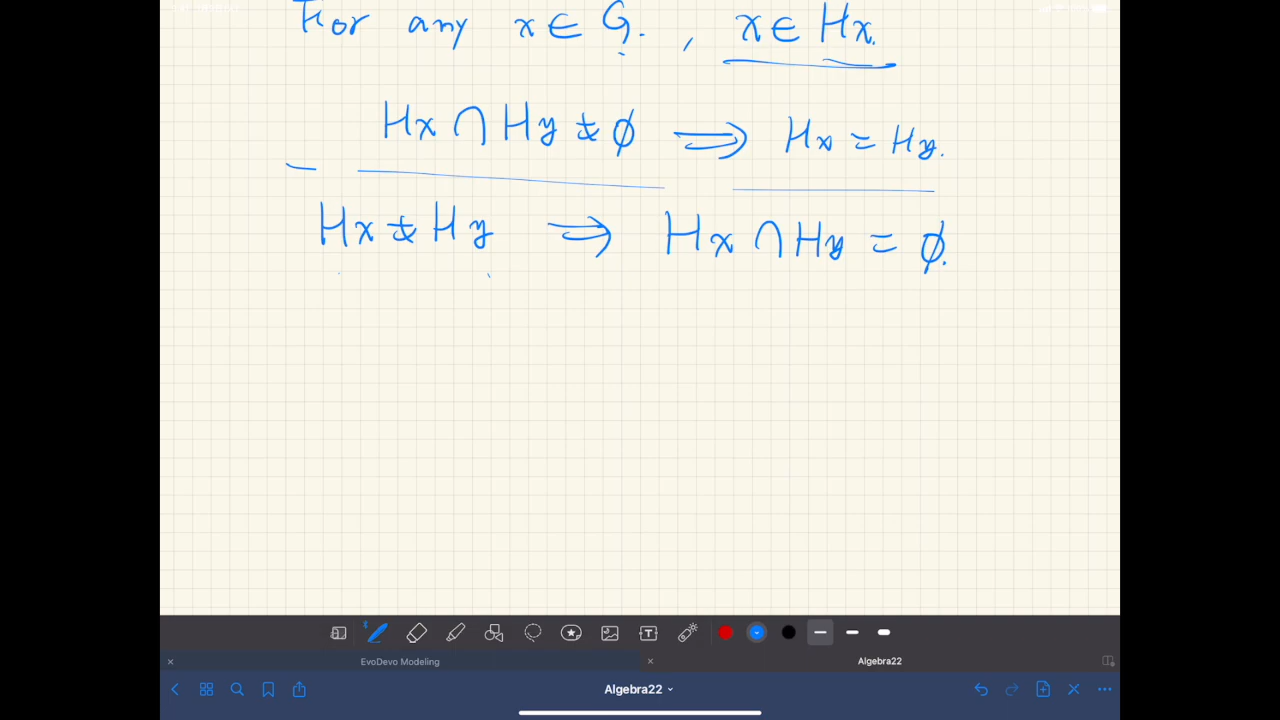 For any x ∈ G. , x ∈ Hx.
Hx ∩ Hy ≠ ∅ ⟹ Hx = Hy.
Hx ≠ Hy ⟹ Hx ∩ Hy = ∅.
EvoDevo Modeling
Algebra22
Algebra22